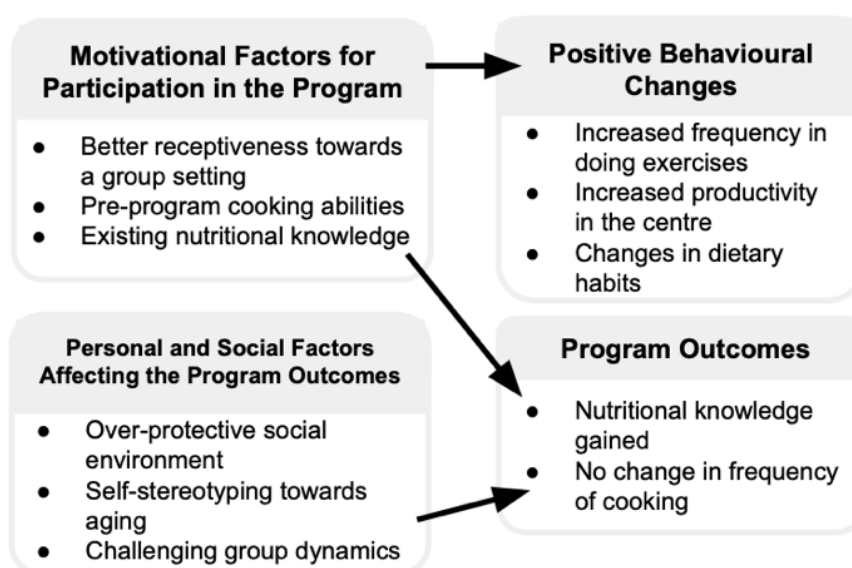 Motivational Factors for
Participation in the Program
● Better receptiveness towards
a group setting
● Pre-program cooking abilities
● Existing nutritional knowledge
Positive Behavioural
Changes
● Increased frequency in
doing exercises
● Increased productivity
in the centre
● Changes in dietary
habits
Personal and Social Factors
Affecting the Program Outcomes
● Over-protective social
environment
● Self-stereotyping towards
aging
● Challenging group dynamics
Program Outcomes
● Nutritional knowledge
gained
● No change in frequency
of cooking